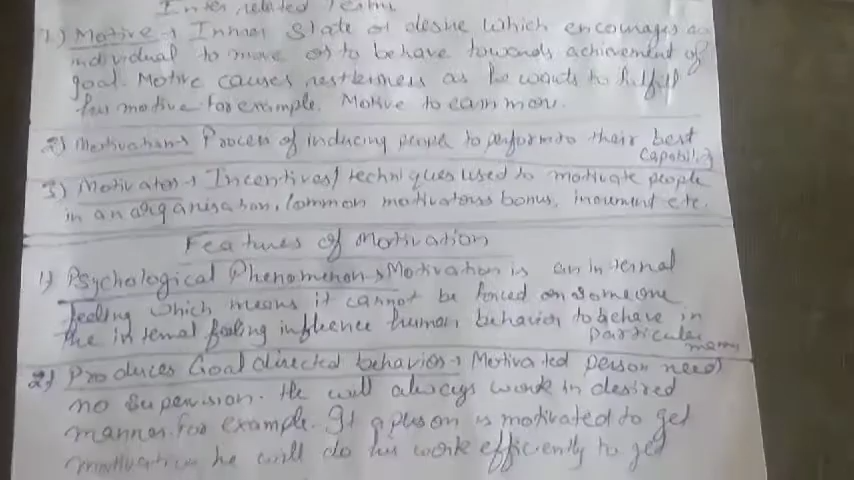 Inter related Terms
1) Motive → Inner State or desire which encourages an
individual to move or to behave towards achievement of
goal. Motive causes restlessness as he wants to fulfill
his motive for example. Motive to earn mon.
2) Motivation → Process of inducing people to perform to their best
capability
3) Motivators → Incentives/techniques used to motivate people
in an organisation. Common motivators bonus, increment etc.
Features of Motivation
1) Psychological Phenomenon → Motivation is an internal
feeling which means it cannot be forced on someone
the internal feeling influence human behavior to behave in
particular
2) Produces Goal directed behavior → Motivated person need
no supervision. He will always work in desired
manner. for example. If a person is motivated to get
he will do his work efficiently to get